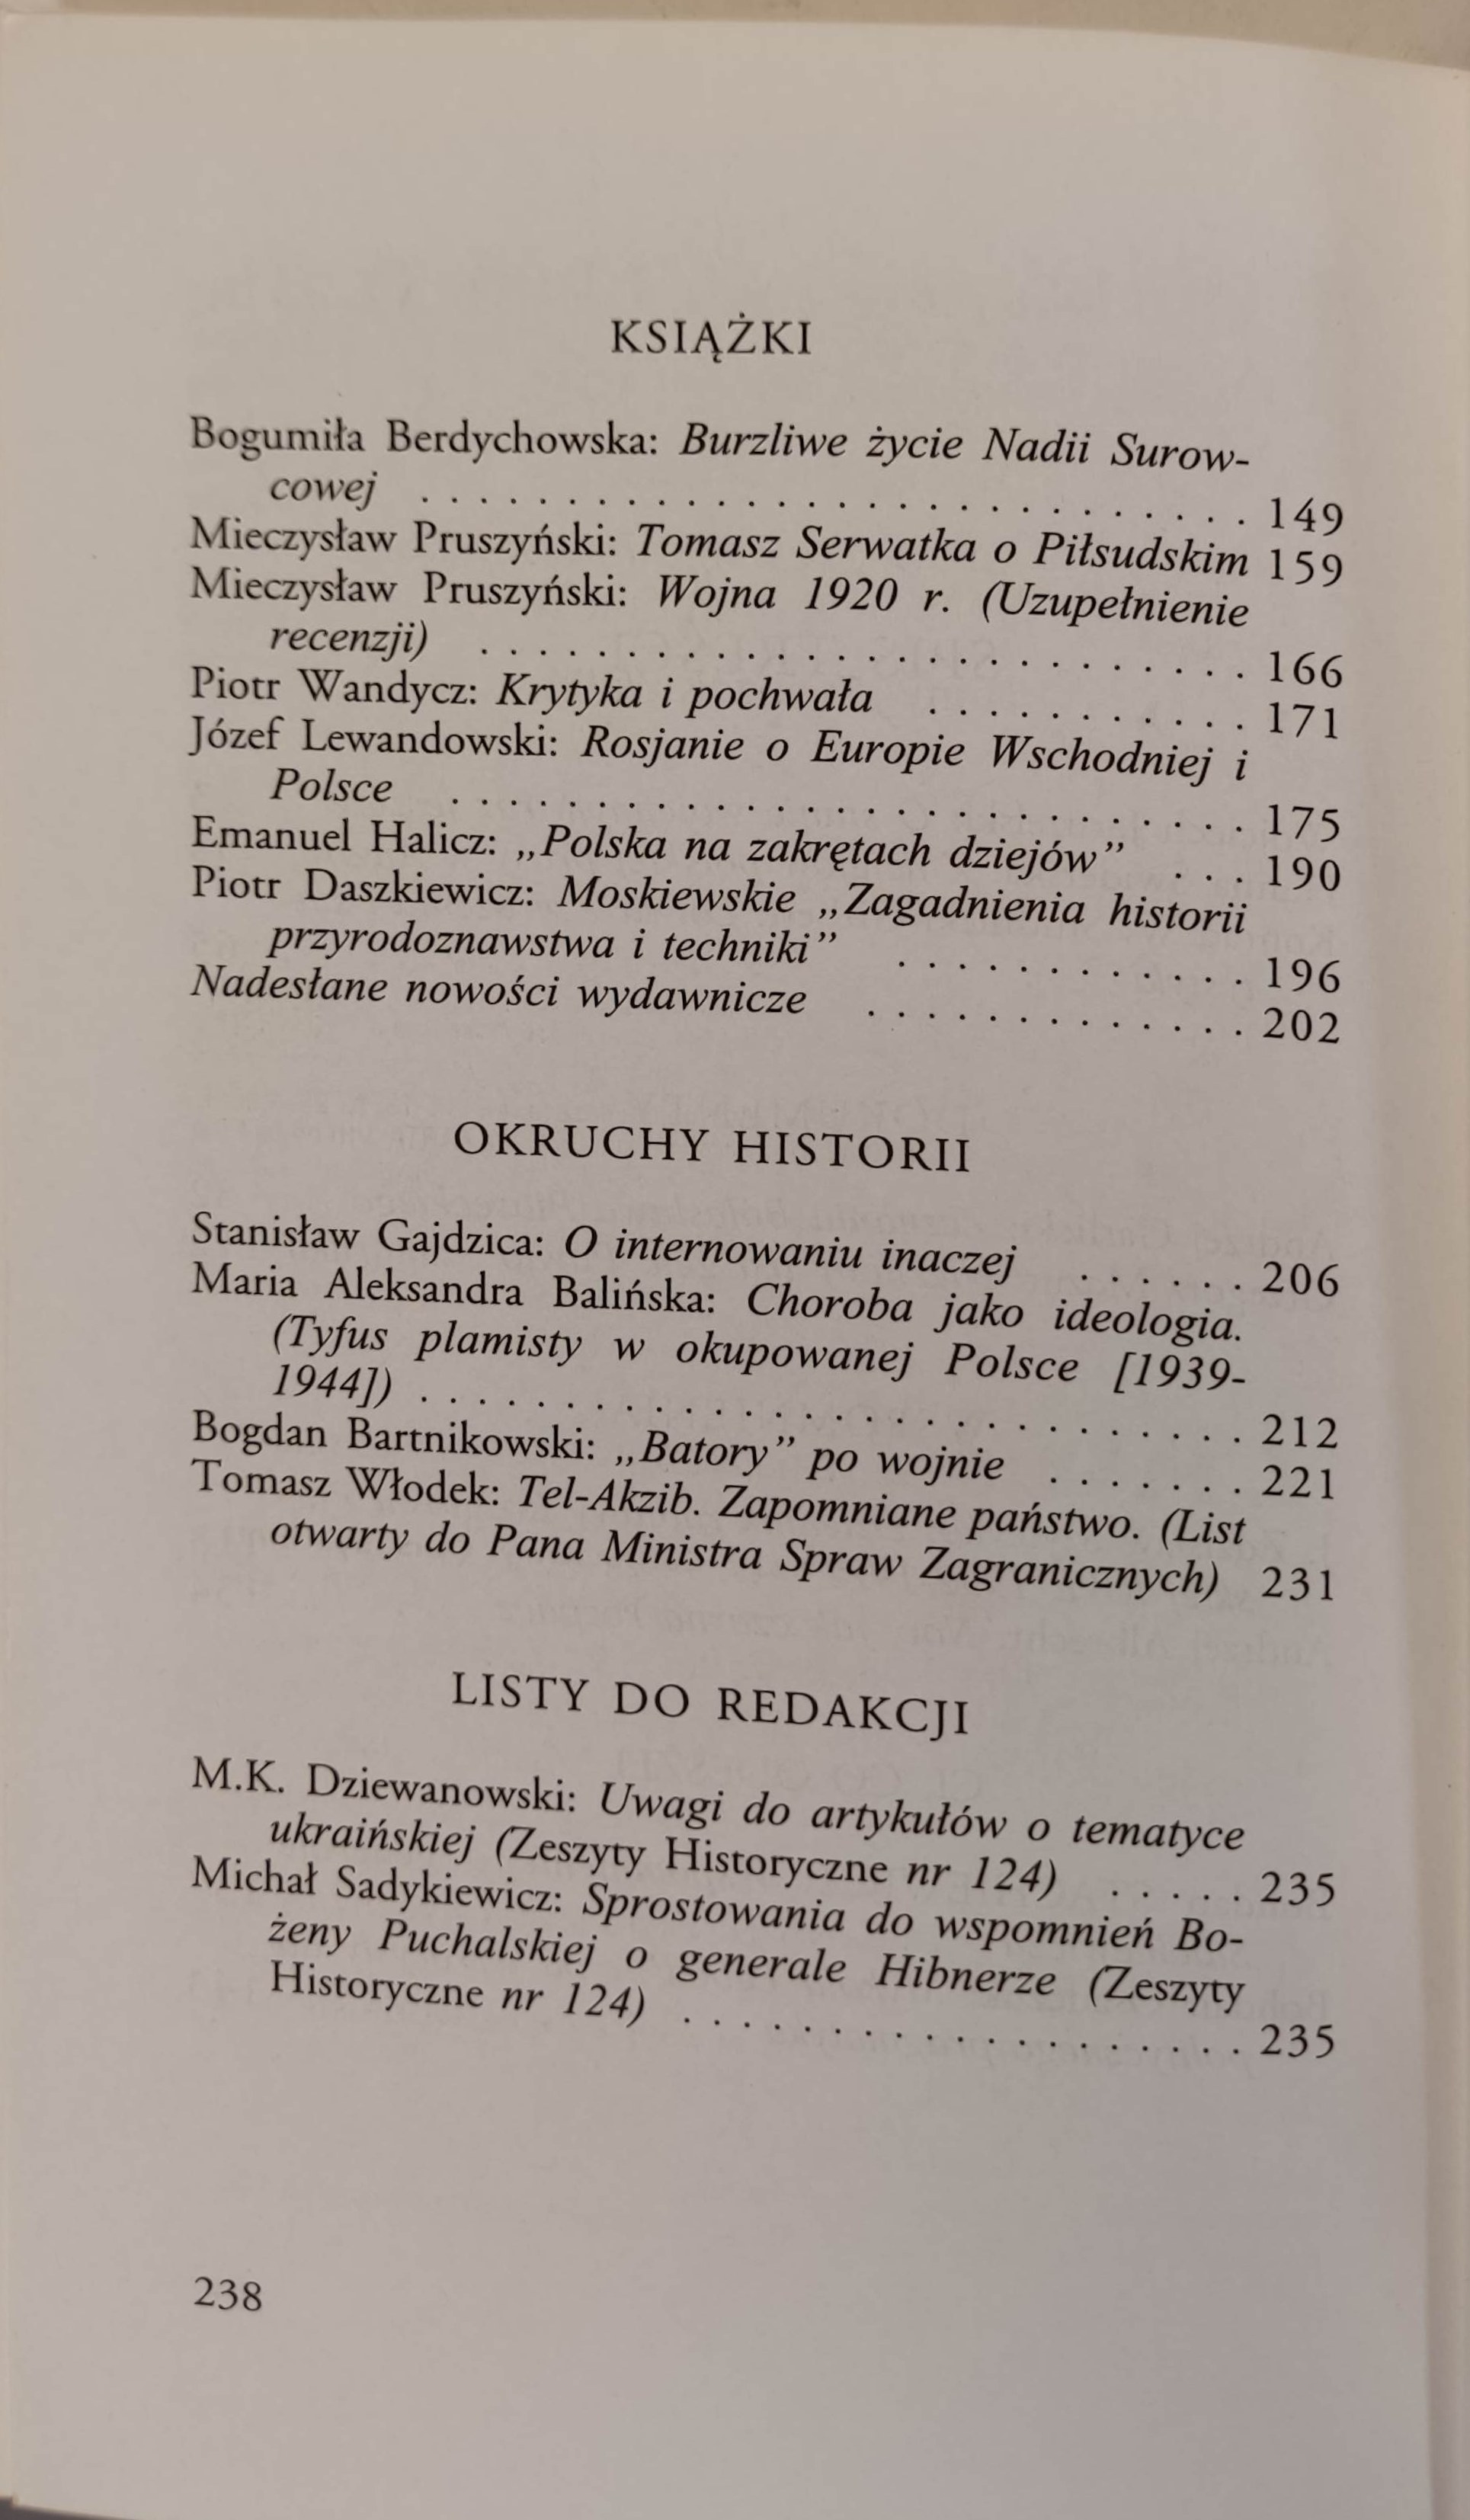 KSIĄŻKI
Bogumiła Berdychowska: Burzliwe życie Nadii Surow-
cowej . . . . . . . . . . . . . . . . . . . . . . . . . . . . 149
Mieczysław Pruszyński: Tomasz Serwatka o Piłsudskim 159
Mieczysław Pruszyński: Wojna 1920 r. (Uzupełnienie
recenzji) . . . . . . . . . . . . . . . . . . . . . . . . . . 166
Piotr Wandycz: Krytyka i pochwała . . . . . . . . . . . 171
Józef Lewandowski: Rosjanie o Europie Wschodniej i
Polsce . . . . . . . . . . . . . . . . . . . . . . . . . . . 175
Emanuel Halicz: „Polska na zakrętach dziejów” . . . 190
Piotr Daszkiewicz: Moskiewskie „Zagadnienia historii
przyrodoznawstwa i techniki” . . . . . . . . . . . . 196
Nadesłane nowości wydawnicze . . . . . . . . . . . . . 202
OKRUCHY HISTORII
Stanisław Gajdzica: O internowaniu inaczej . . . . . . 206
Maria Aleksandra Balińska: Choroba jako ideologia.
(Tyfus plamisty w okupowanej Polsce [1939-
1944]) . . . . . . . . . . . . . . . . . . . . . . . . . . . . 212
Bogdan Bartnikowski: „Batory” po wojnie . . . . . . . 221
Tomasz Włodek: Tel-Akzib. Zapomniane państwo. (List
otwarty do Pana Ministra Spraw Zagranicznych) 231
LISTY DO REDAKCJI
M.K. Dziewanowski: Uwagi do artykułów o tematyce
ukraińskiej (Zeszyty Historyczne nr 124) . . . . . 235
Michał Sadykiewicz: Sprostowania do wspomnień Bo-
żeny Puchalskiej o generale Hibnerze (Zeszyty
Historyczne nr 124) . . . . . . . . . . . . . . . . . . . 235
238